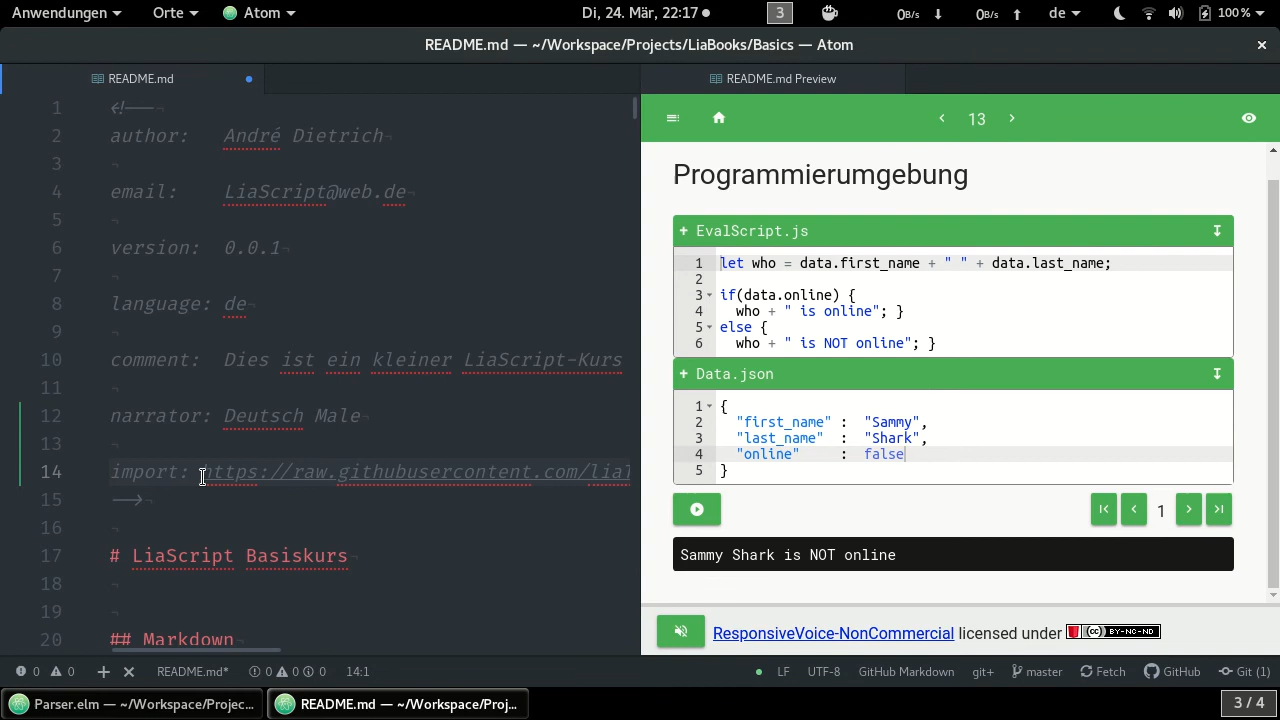 Anwendungen Orte Atom Di, 24. Mär, 22:17 3 0B/s 0B/s de 100 %
README.md — ~/Workspace/Projects/LiaBooks/Basics — Atom
README.md README.md Preview
1 <!--
2 author: André Dietrich
3
4 email: LiaScript@web.de
5
6 version: 0.0.1
7
8 language: de
9
10 comment: Dies ist ein kleiner LiaScript-Kurs
11
12 narrator: Deutsch Male
13
14 import: https://raw.githubusercontent.com/liaT
15 -->
16
17 # LiaScript Basiskurs
18
19
20 ## Markdown
13
Programmierumgebung
+ EvalScript.js
1 let who = data.first_name + " " + data.last_name;
2
3 if(data.online) {
4 who + " is online"; }
5 else {
6 who + " is NOT online"; }
+ Data.json
1 {
2 "first_name" : "Sammy",
3 "last_name" : "Shark",
4 "online" : false
5 }
1
Sammy Shark is NOT online
ResponsiveVoice-NonCommercial licensed under (cc) BY-NC-ND
0 0 README.md* 0 0 0 14:1 LF UTF-8 GitHub Markdown git+ master Fetch GitHub Git (1)
Parser.elm — ~/Workspace/Projec... README.md — ~/Workspace/Proj... 3 / 4